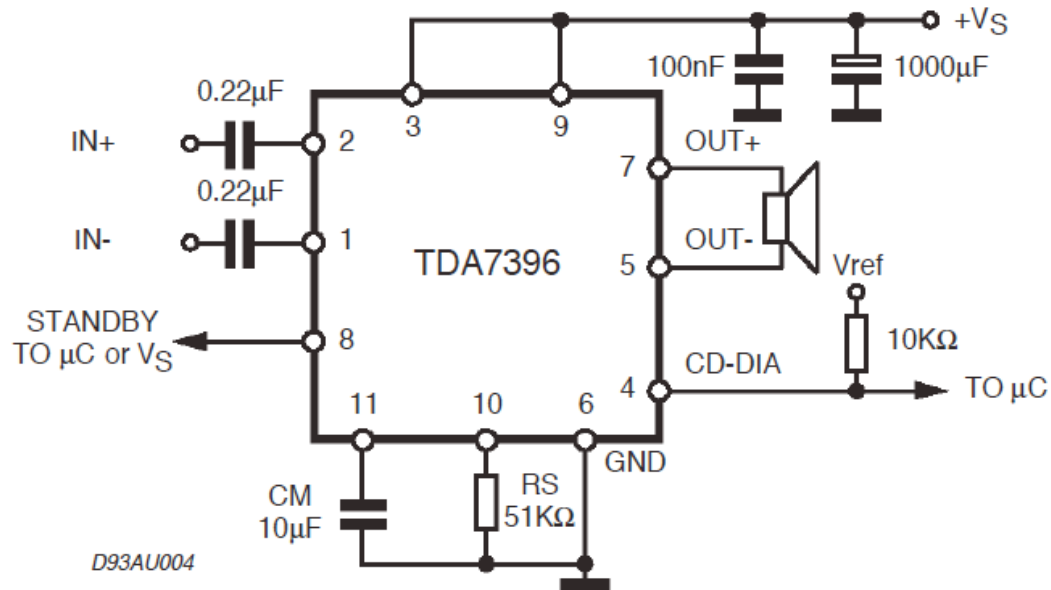 +VS
100nF
1000µF
0.22µF
3
9
IN+
2
OUT+
7
0.22µF
IN-
1
OUT-
5
TDA7396
Vref
STANDBY
TO µC or VS
8
10KΩ
CD-DIA
4
TO µC
11
10
6
GND
CM
10µF
RS
51KΩ
D93AU004